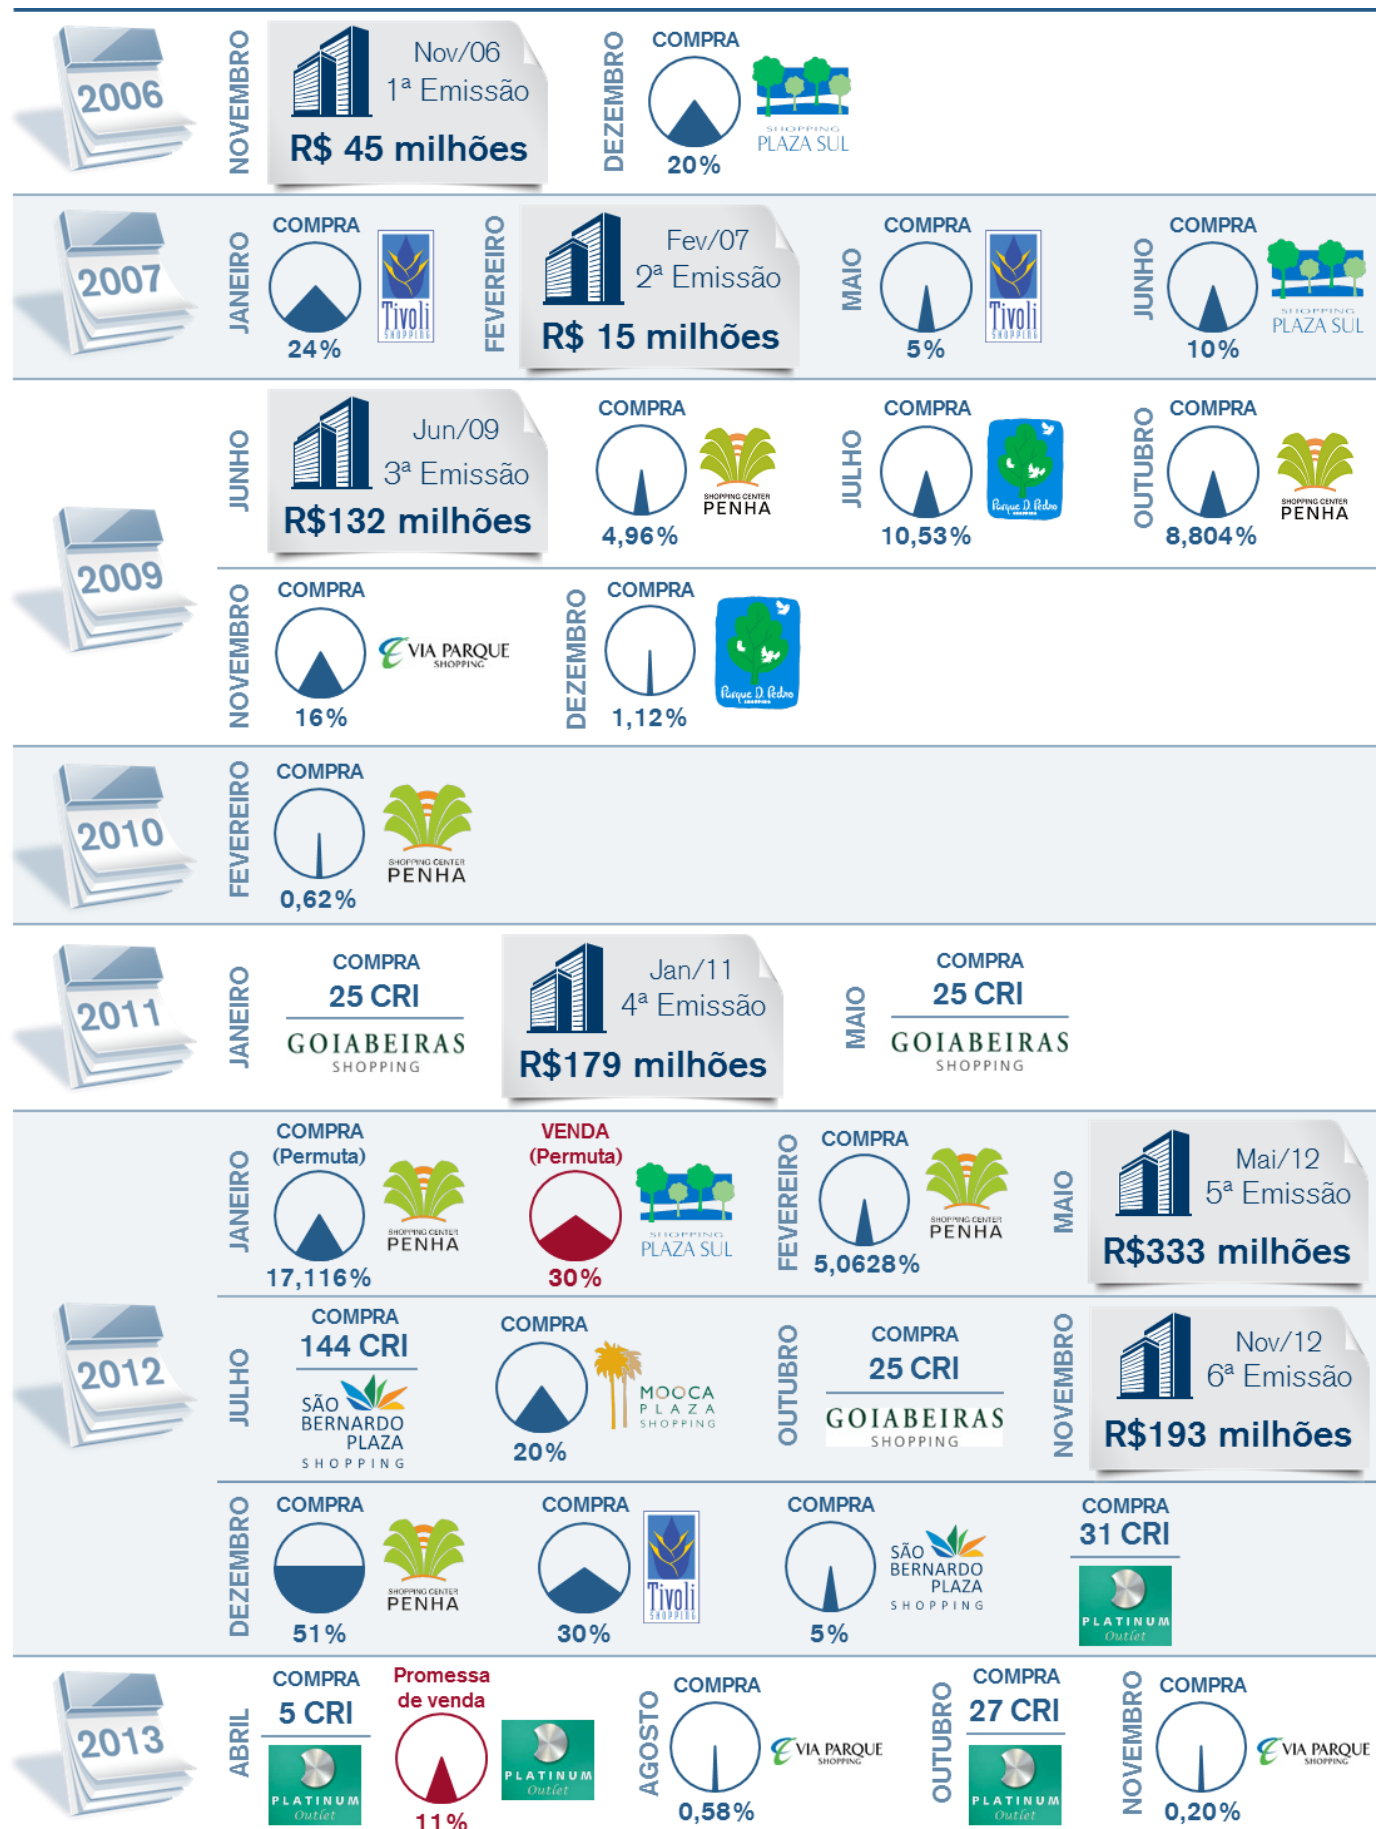 2006
NOVEMBRO
Nov/06
1ª Emissão
R$ 45 milhões
DEZEMBRO
COMPRA
20%
SHOPPING
PLAZA SUL
2007
JANEIRO
COMPRA
24%
Tivoli
SHOPPING
FEVEREIRO
Fev/07
2ª Emissão
R$ 15 milhões
MAIO
COMPRA
5%
Tivoli
SHOPPING
JUNHO
COMPRA
10%
SHOPPING
PLAZA SUL
2009
JUNHO
Jun/09
3ª Emissão
R$132 milhões
COMPRA
4,96%
SHOPPING CENTER
PENHA
JULHO
COMPRA
10,53%
Parque D. Pedro
SHOPPING
OUTUBRO
COMPRA
8,804%
SHOPPING CENTER
PENHA
NOVEMBRO
COMPRA
16%
VIA PARQUE
SHOPPING
DEZEMBRO
COMPRA
1,12%
Parque D. Pedro
SHOPPING
2010
FEVEREIRO
COMPRA
0,62%
SHOPPING CENTER
PENHA
2011
JANEIRO
COMPRA
25 CRI
GOIABEIRAS
SHOPPING
Jan/11
4ª Emissão
R$179 milhões
MAIO
COMPRA
25 CRI
GOIABEIRAS
SHOPPING
2012
JANEIRO
COMPRA
(Permuta)
17,116%
SHOPPING CENTER
PENHA
VENDA
(Permuta)
30%
SHOPPING
PLAZA SUL
FEVEREIRO
COMPRA
5,0628%
SHOPPING CENTER
PENHA
MAIO
Mai/12
5ª Emissão
R$333 milhões
JULHO
COMPRA
144 CRI
SÃO
BERNARDO
PLAZA
SHOPPING
COMPRA
20%
MOOCA
PLAZA
SHOPPING
OUTUBRO
COMPRA
25 CRI
GOIABEIRAS
SHOPPING
NOVEMBRO
Nov/12
6ª Emissão
R$193 milhões
DEZEMBRO
COMPRA
51%
SHOPPING CENTER
PENHA
COMPRA
30%
Tivoli
SHOPPING
COMPRA
5%
SÃO
BERNARDO
PLAZA
SHOPPING
COMPRA
31 CRI
PLATINUM
Outlet
2013
ABRIL
COMPRA
5 CRI
PLATINUM
Outlet
Promessa
de venda
11%
PLATINUM
Outlet
AGOSTO
COMPRA
0,58%
VIA PARQUE
SHOPPING
OUTUBRO
COMPRA
27 CRI
PLATINUM
Outlet
NOVEMBRO
COMPRA
0,20%
VIA PARQUE
SHOPPING